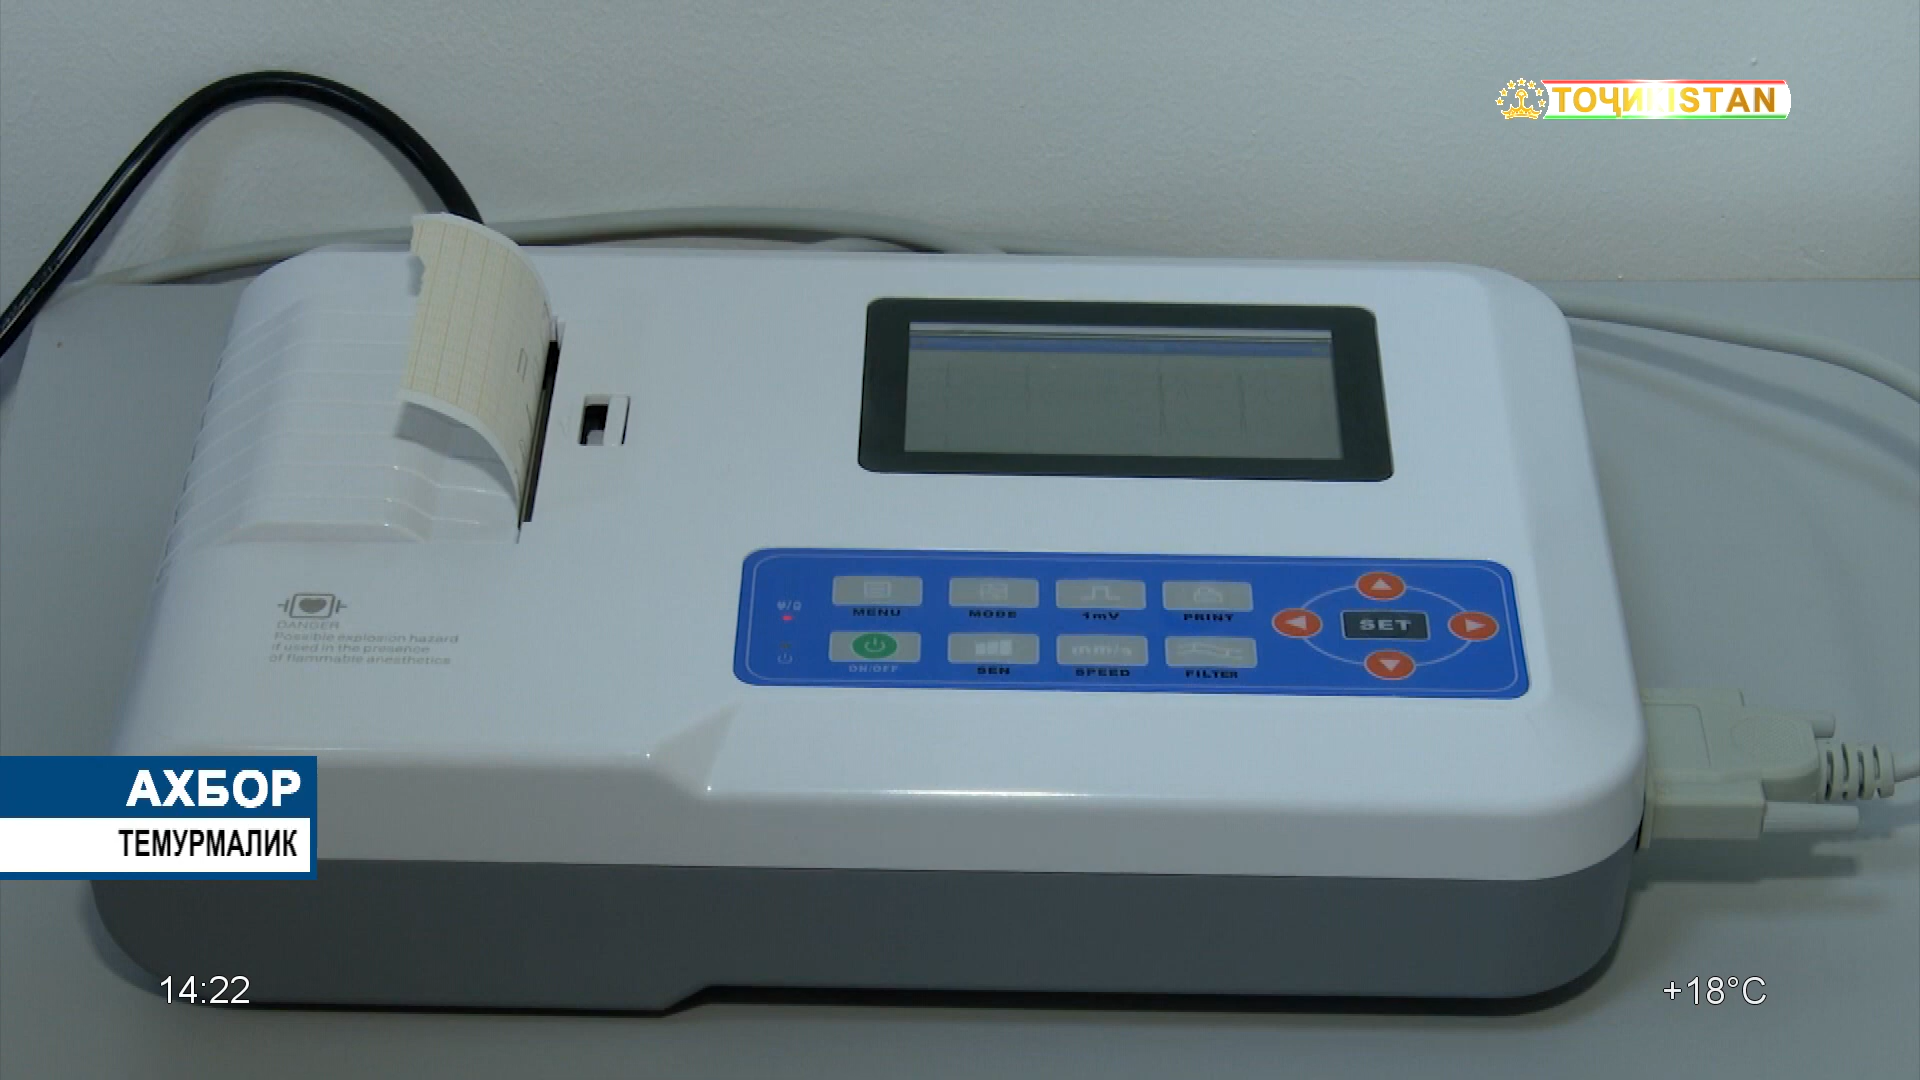 ТОҶИКISTAN
DANGER
Possible explosion hazard
if used in the presence
of flammable anesthetics
MENU
MODE
1mV
PRINT
SET
mm/s
ON/OFF
SEN
SPEED
FILTER
АХБОР
ТЕМУРМАЛИК
14:22
+18°C